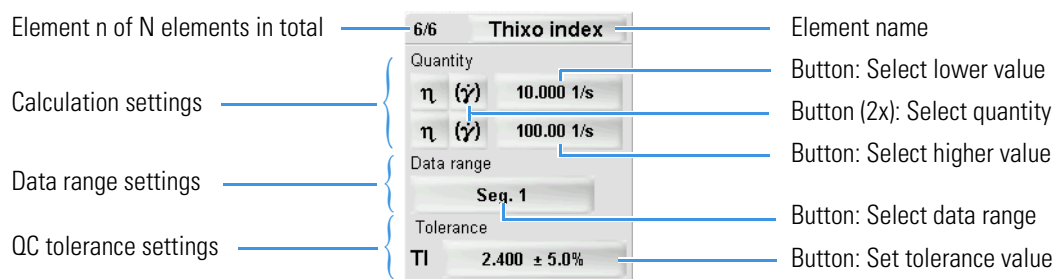 Element n of N elements in total
6/6 Thixo index
Element name
Quantity
Button: Select lower value
η (γ̇) 10.000 1/s
Calculation settings
Button (2x): Select quantity
η (γ̇) 100.00 1/s
Button: Select higher value
Data range
Data range settings
Seg. 1
Button: Select data range
Tolerance
QC tolerance settings
TI 2.400 ± 5.0%
Button: Set tolerance value